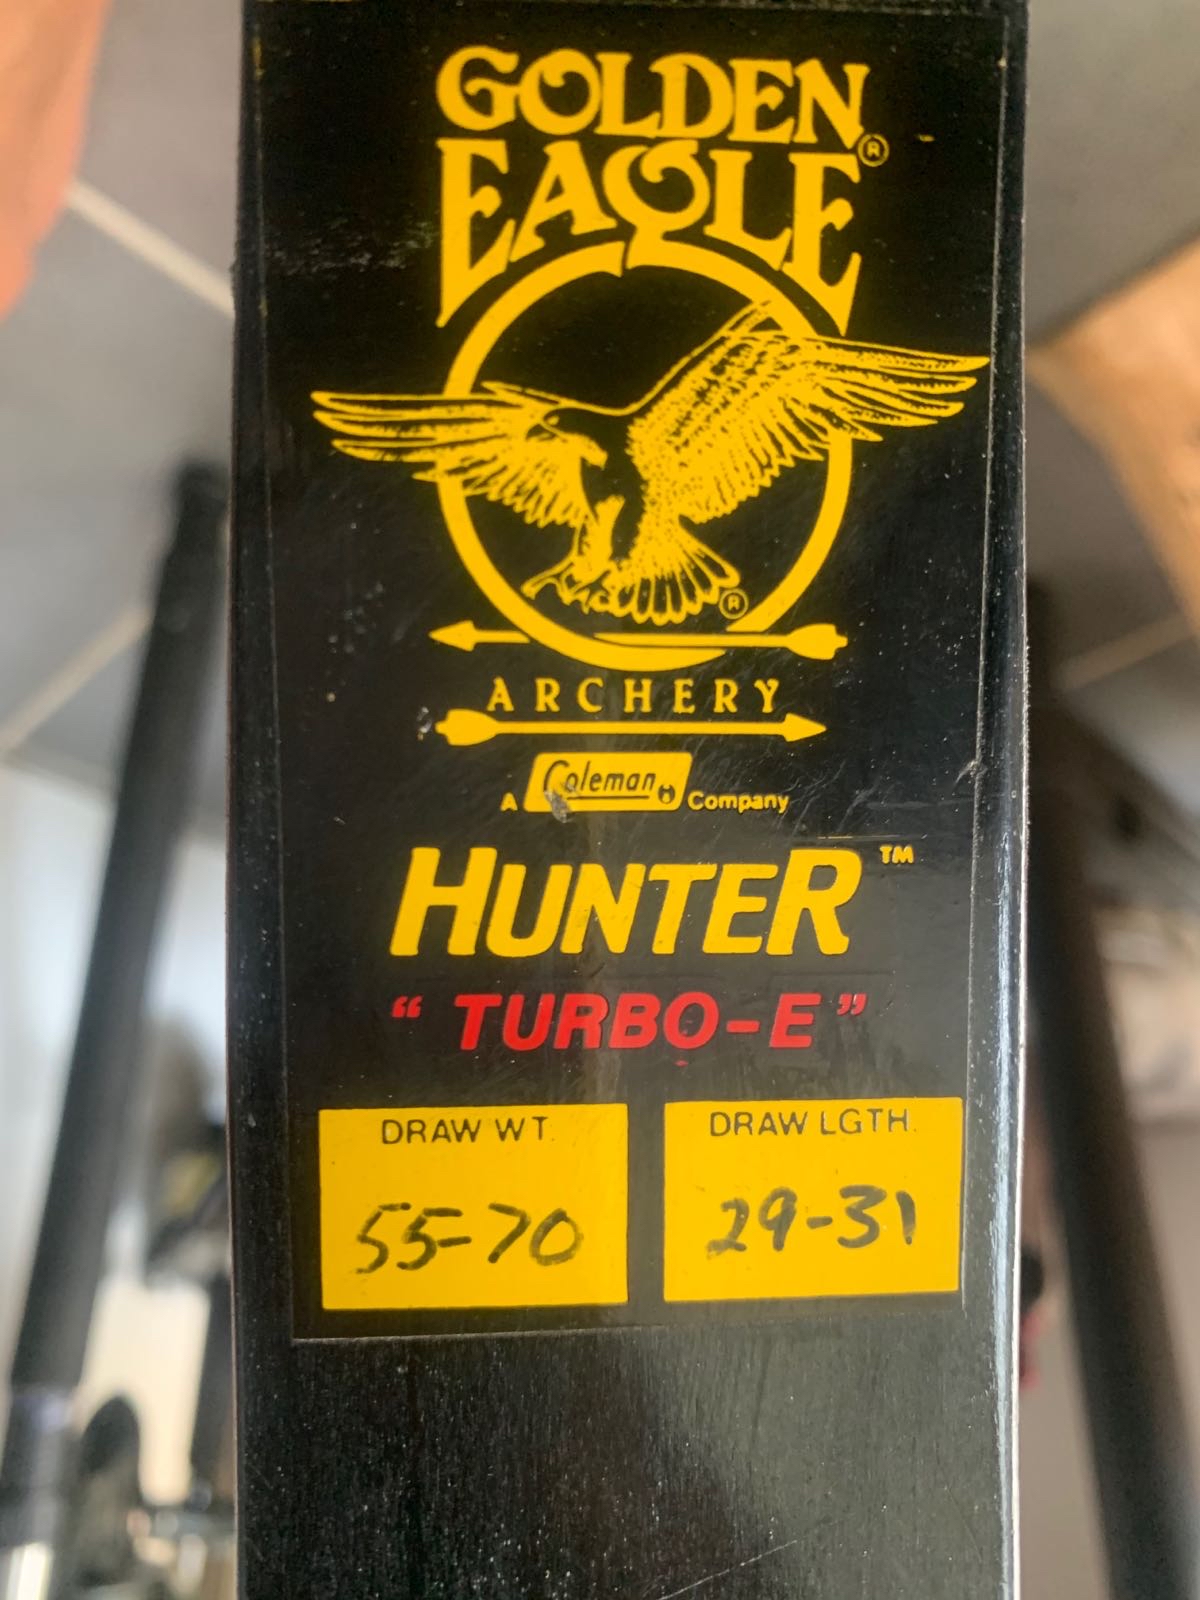 GOLDEN
EAGLE®
®
ARCHERY
A Coleman Company
HUNTER™
“TURBO-E”
DRAW WT. DRAW LGTH.
55-70 29-31